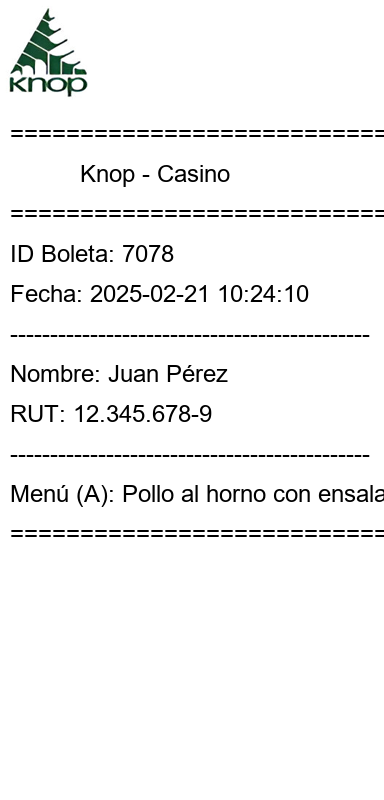 knop
===========================
Knop - Casino
===========================
ID Boleta: 7078
Fecha: 2025-02-21 10:24:10
---------------------------------------------
Nombre: Juan Pérez
RUT: 12.345.678-9
---------------------------------------------
Menú (A): Pollo al horno con ensala
===========================